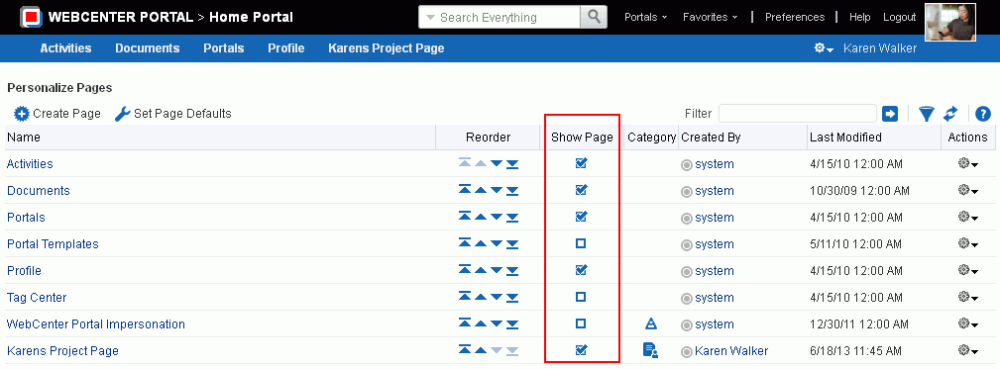 WEBCENTER PORTAL > Home Portal Search Everything Portals Favorites Preferences Help Logout
Activities Documents Portals Profile Karens Project Page Karen Walker
Personalize Pages
Create Page Set Page Defaults Filter
Name Reorder Show Page Category Created By Last Modified Actions
Activities system 4/15/10 12:00 AM
Documents system 10/30/09 12:00 AM
Portals system 4/15/10 12:00 AM
Portal Templates system 5/11/10 12:00 AM
Profile system 4/15/10 12:00 AM
Tag Center system 4/15/10 12:00 AM
WebCenter Portal Impersonation system 12/30/11 12:00 AM
Karens Project Page Karen Walker 6/18/13 11:45 AM